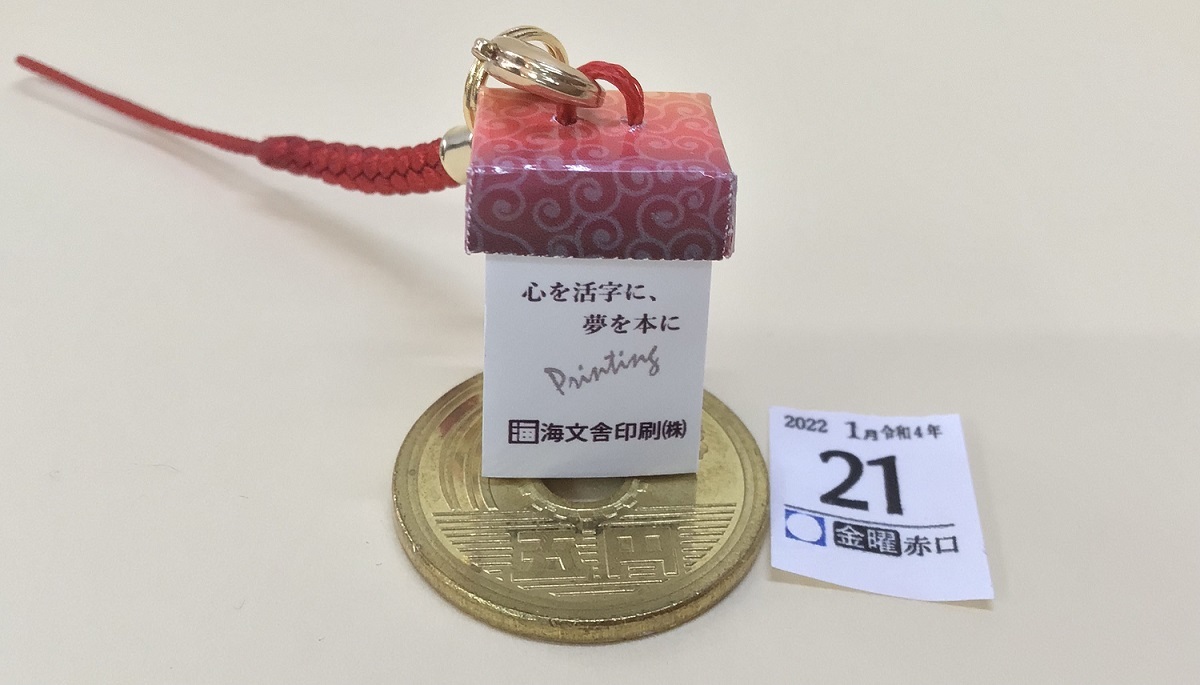 心を活字に、
夢を本に
Printing
海文舎印刷㈱
五円
2022 1月 令和4年
21
金曜 赤口